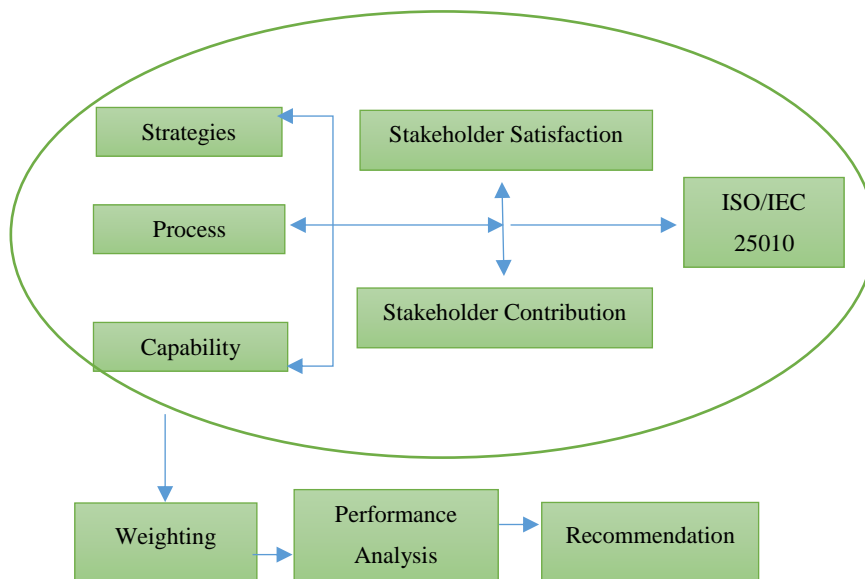 Strategies
Stakeholder Satisfaction
Process
ISO/IEC
25010
Capability
Stakeholder Contribution
Weighting
Performance
Analysis
Recommendation